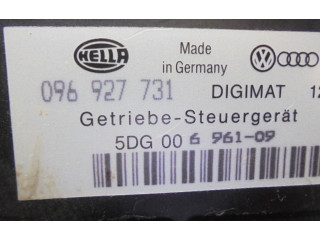 HELLA
Made
in Germany
096 927 731 DIGIMAT 12
Getriebe-Steuergerät
5DG 00 6 961-09